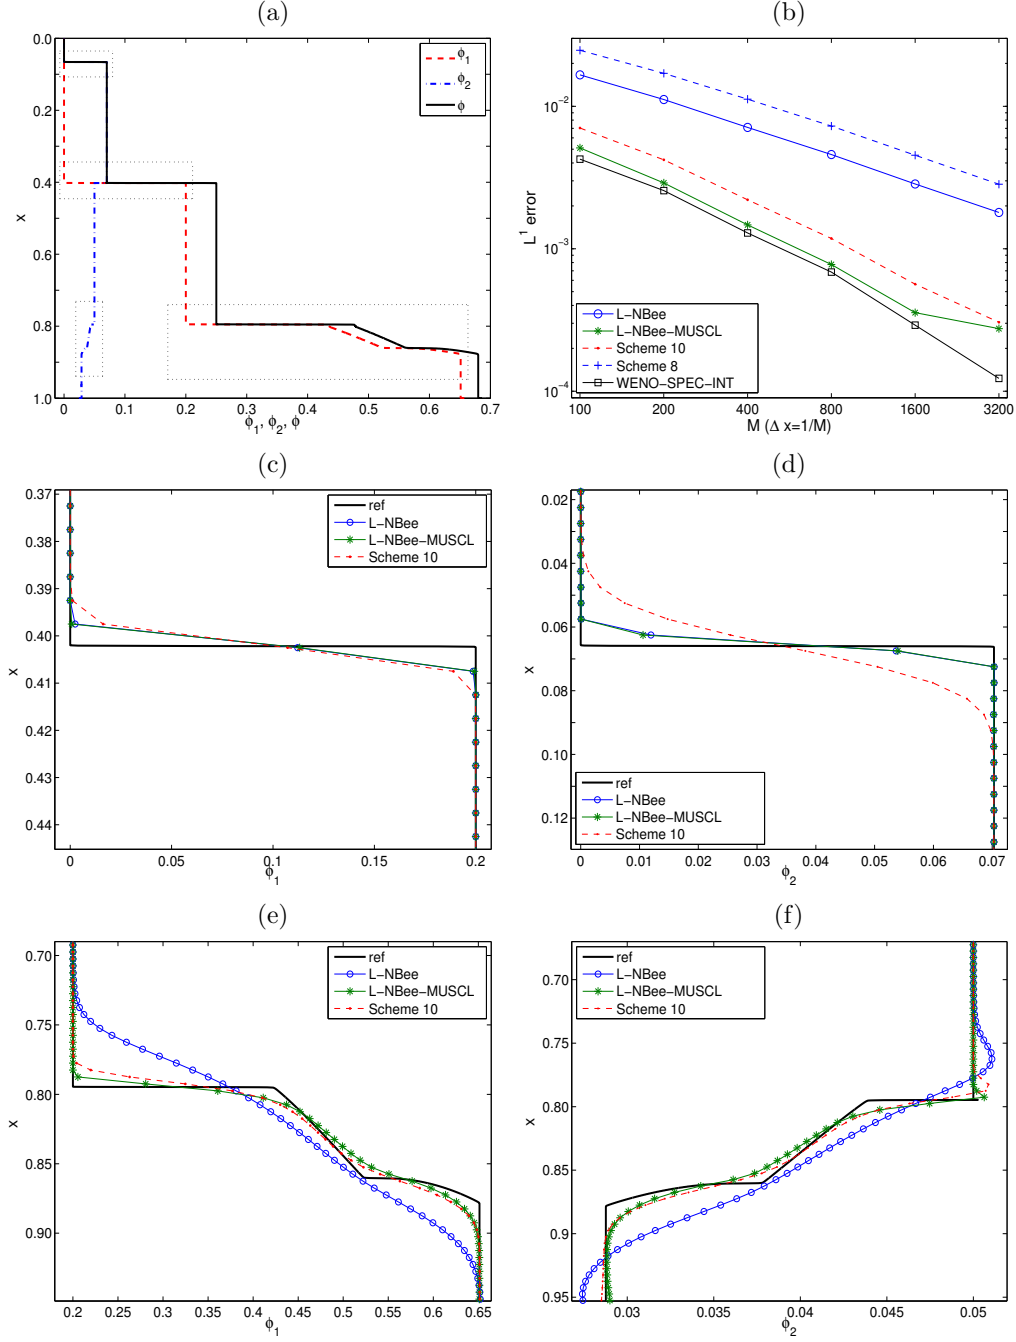 (a)
0.0
0.2
0.4
0.6
0.8
1.0
x
0 0.1 0.2 0.3 0.4 0.5 0.6 0.7
ϕ1, ϕ2, ϕ
ϕ1
ϕ2
ϕ
(b)
10−2
10−3
10−4
L1 error
100 200 400 800 1600 3200
M (Δ x=1/M)
L−NBee
L−NBee−MUSCL
Scheme 10
Scheme 8
WENO−SPEC−INT
(c)
0.37
0.38
0.39
0.40
0.41
0.42
0.43
0.44
x
0 0.05 0.1 0.15 0.2
ϕ1
ref
L−NBee
L−NBee−MUSCL
Scheme 10
(d)
0.02
0.04
0.06
0.08
0.10
0.12
x
0 0.01 0.02 0.03 0.04 0.05 0.06 0.07
ϕ2
ref
L−NBee
L−NBee−MUSCL
Scheme 10
(e)
0.70
0.75
0.80
0.85
0.90
x
0.2 0.25 0.3 0.35 0.4 0.45 0.5 0.55 0.6 0.65
ϕ1
ref
L−NBee
L−NBee−MUSCL
Scheme 10
(f)
0.70
0.75
0.80
0.85
0.90
0.95
x
0.03 0.035 0.04 0.045 0.05
ϕ2
ref
L−NBee
L−NBee−MUSCL
Scheme 10